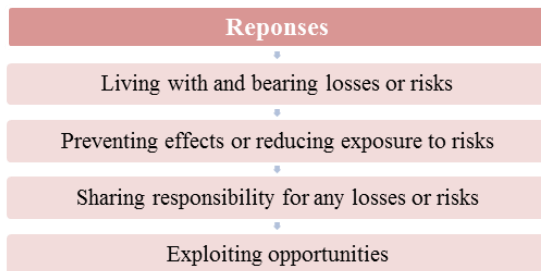 Reponses
Living with and bearing losses or risks
Preventing effects or reducing exposure to risks
Sharing responsibility for any losses or risks
Exploiting opportunities